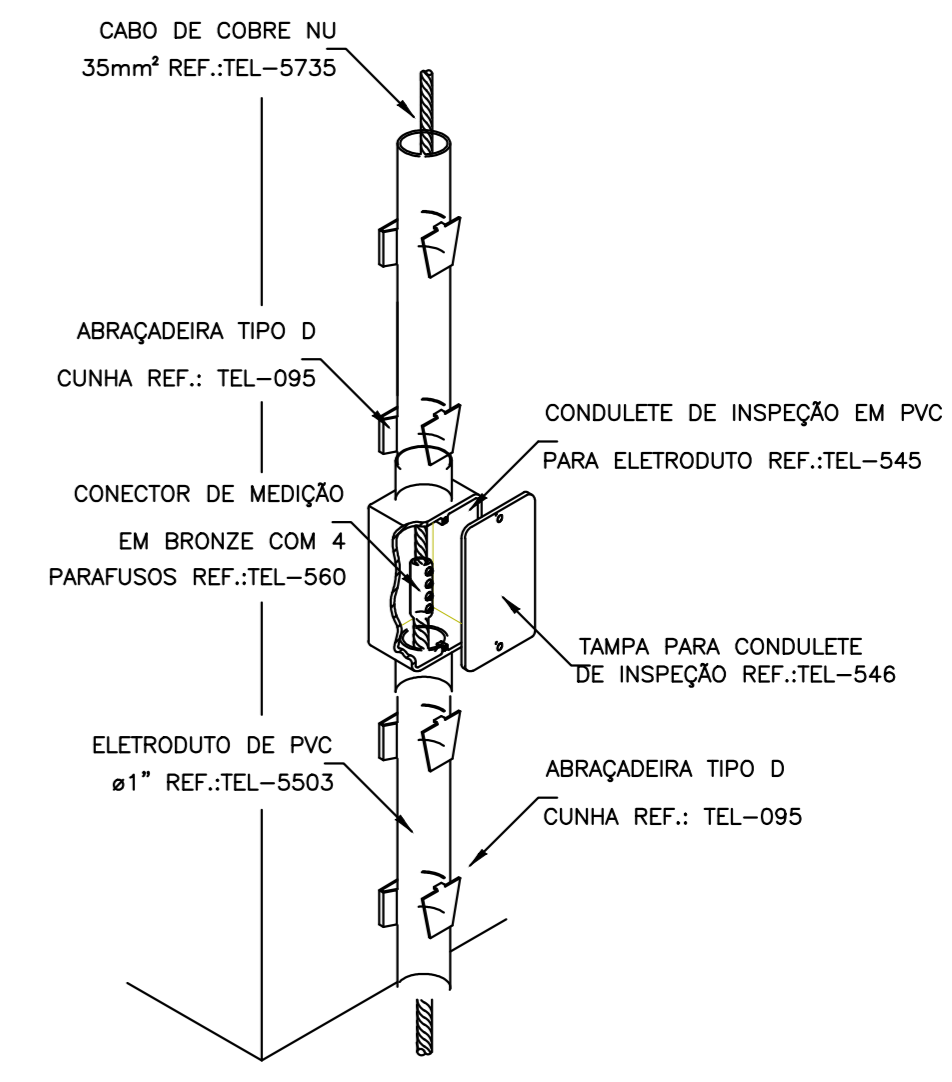 CABO DE COBRE NU
35mm² REF.:TEL-5735
ABRAÇADEIRA TIPO D
CUNHA REF.: TEL-095
CONDULETE DE INSPEÇÃO EM PVC
PARA ELETRODUTO REF.:TEL-545
CONECTOR DE MEDIÇÃO
EM BRONZE COM 4
PARAFUSOS REF.:TEL-560
TAMPA PARA CONDULETE
DE INSPEÇÃO REF.:TEL-546
ELETRODUTO DE PVC
ø1" REF.:TEL-5503
ABRAÇADEIRA TIPO D
CUNHA REF.: TEL-095